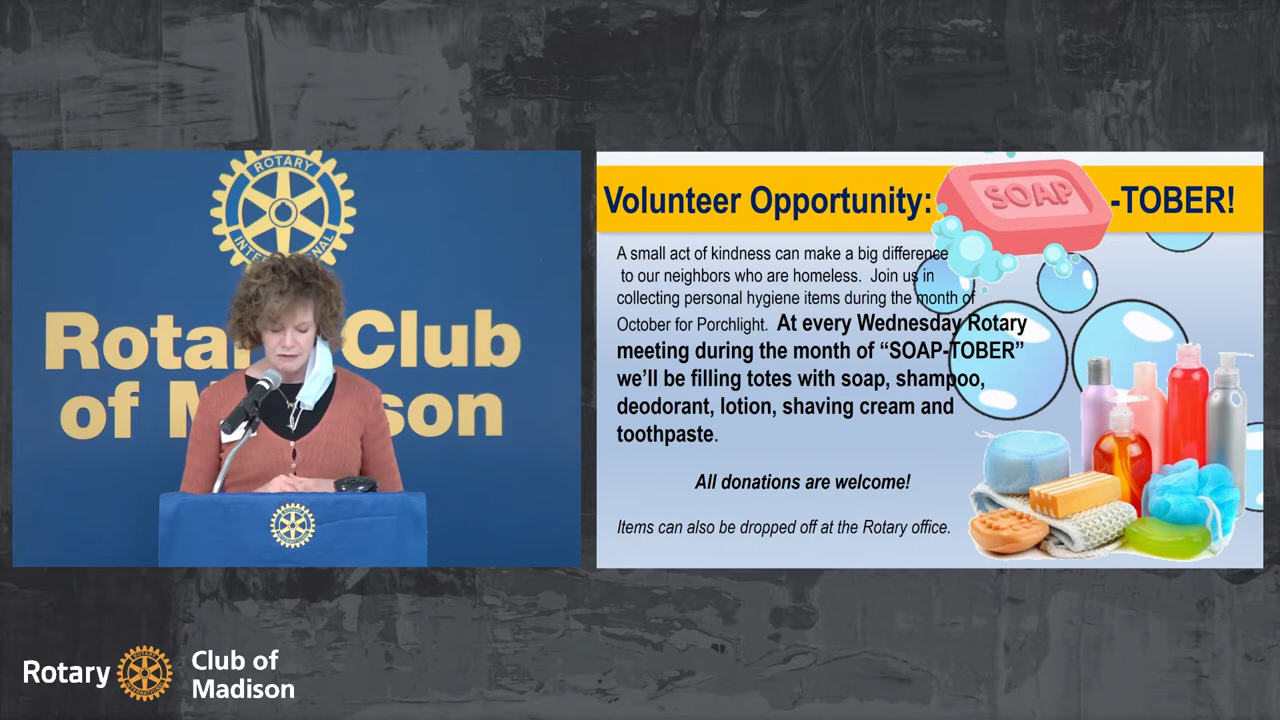 ROTARY
INTERNATIONAL
Rota Club
of M son
Volunteer Opportunity: SOAP -TOBER!
A small act of kindness can make a big difference
to our neighbors who are homeless. Join us in
collecting personal hygiene items during the month of
October for Porchlight. At every Wednesday Rotary
meeting during the month of “SOAP-TOBER”
we’ll be filling totes with soap, shampoo,
deodorant, lotion, shaving cream and
toothpaste.
All donations are welcome!
Items can also be dropped off at the Rotary office.
Rotary
Club of
Madison